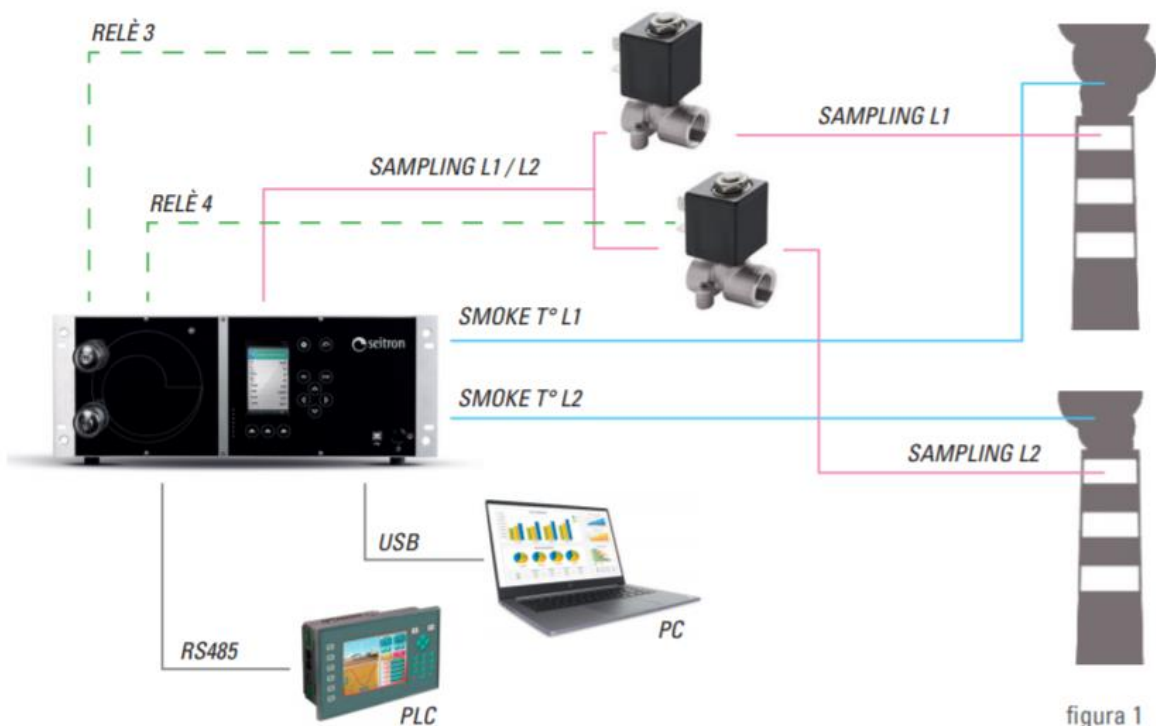 RELÈ 3
SAMPLING L1
SAMPLING L1 / L2
RELÈ 4
SMOKE T° L1
seitron
SMOKE T° L2
SAMPLING L2
USB
PC
RS485
PLC
figura 1